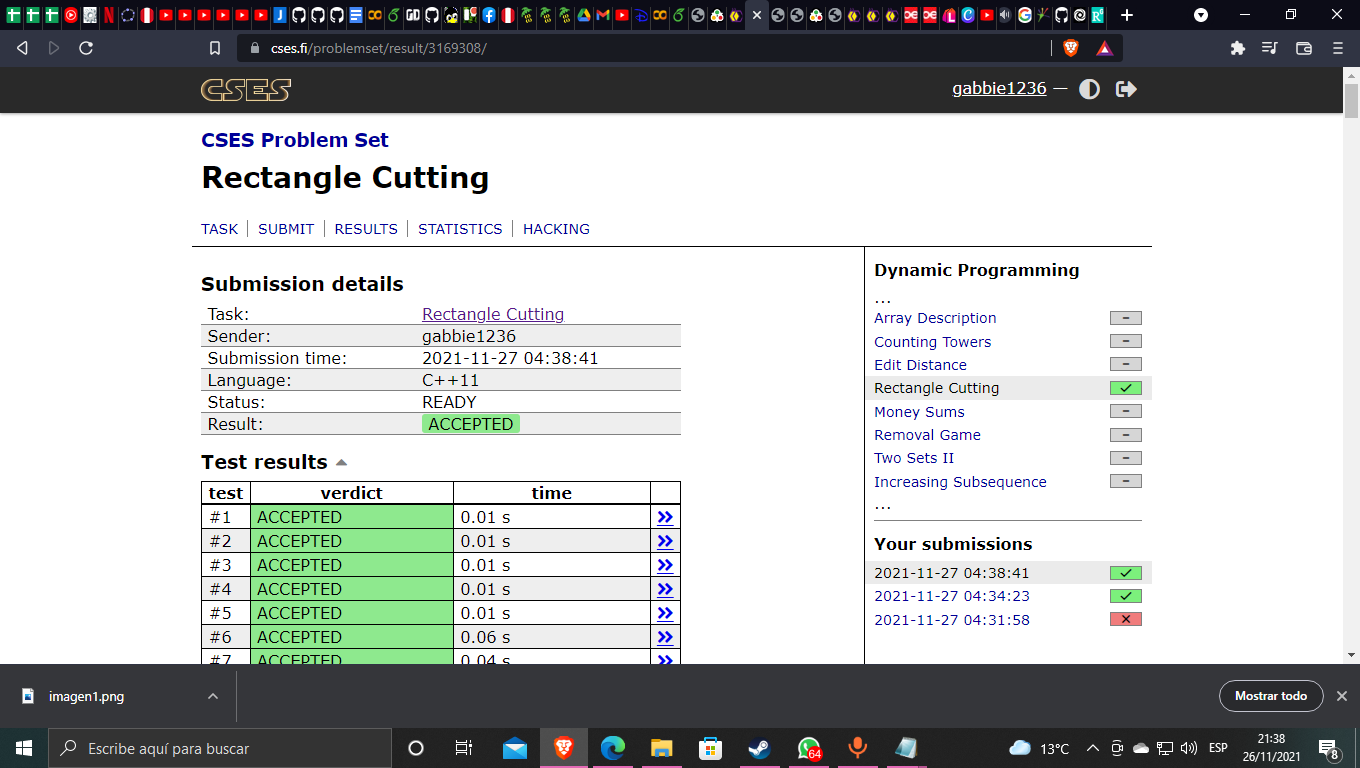 cses.fi/problemset/result/3169308/
CSES
gabbie1236 —
CSES Problem Set
Rectangle Cutting
TASK | SUBMIT | RESULTS | STATISTICS | HACKING
Submission details
Task: Rectangle Cutting
Sender: gabbie1236
Submission time: 2021-11-27 04:38:41
Language: C++11
Status: READY
Result: ACCEPTED
Test results
test verdict time
#1 ACCEPTED 0.01 s »
#2 ACCEPTED 0.01 s »
#3 ACCEPTED 0.01 s »
#4 ACCEPTED 0.01 s »
#5 ACCEPTED 0.01 s »
#6 ACCEPTED 0.06 s »
#7 ACCEPTED 0.04 s »
Dynamic Programming
...
Array Description –
Counting Towers –
Edit Distance –
Rectangle Cutting ✓
Money Sums –
Removal Game –
Two Sets II –
Increasing Subsequence –
...
Your submissions
2021-11-27 04:38:41 ✓
2021-11-27 04:34:23 ✓
2021-11-27 04:31:58 ✕
imagen1.png
Mostrar todo
Escribe aquí para buscar
64
13°C
ESP
21:38
26/11/2021
8